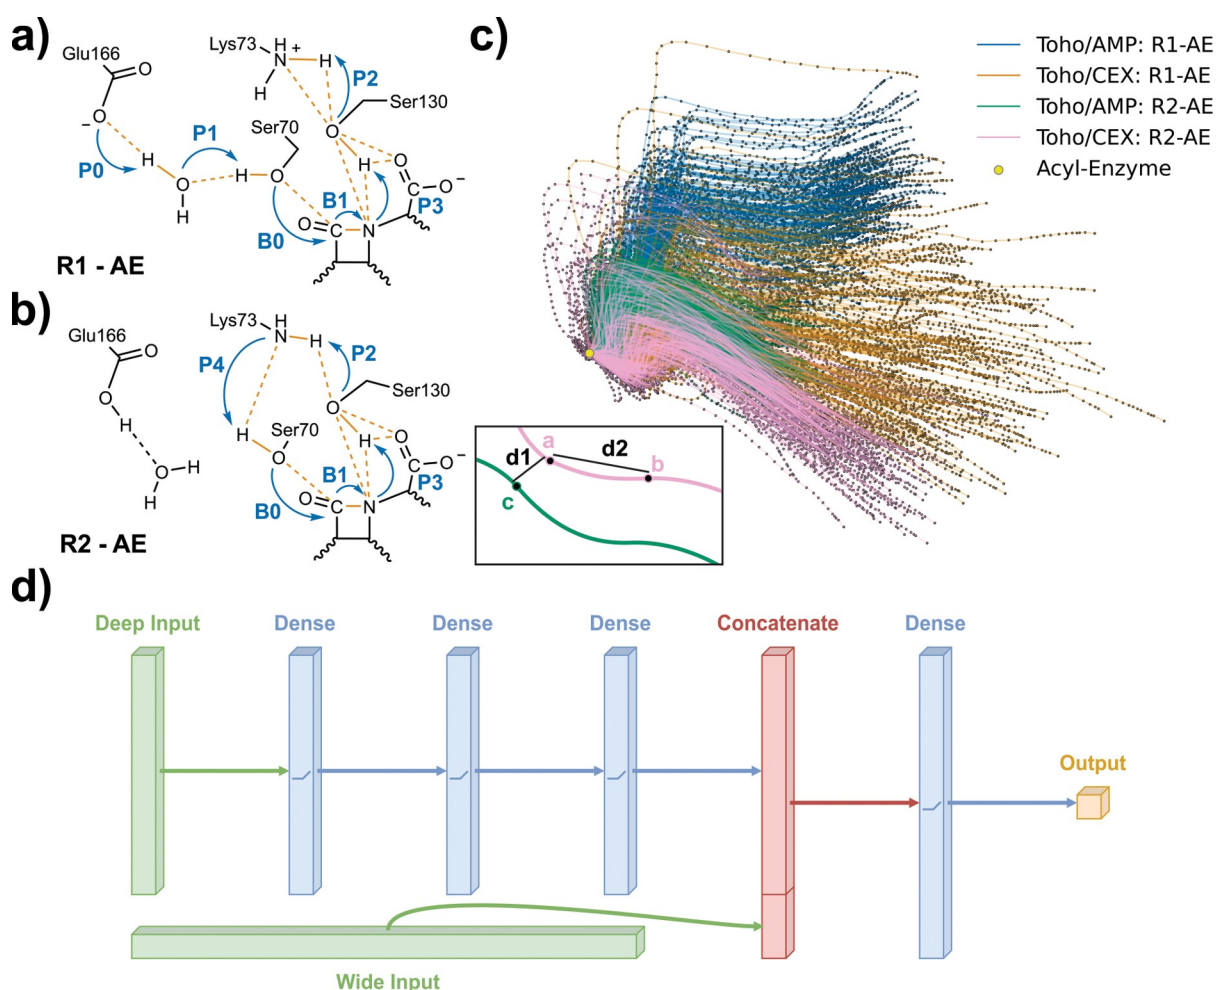 a)
Glu166
O
O
−
P0
H
P1
O
H
H
Ser70
O
Lys73
H
+
N
H
H
P2
Ser130
O
H
O
O
−
P3
B1
B0
O
C
N
R1 - AE
b)
Glu166
O
O
H
O
H
H
Lys73
N
H
P4
P2
Ser130
O
H
Ser70
O
H
O
O
−
P3
B1
B0
O
C
N
R2 - AE
c)
Toho/AMP: R1-AE
Toho/CEX: R1-AE
Toho/AMP: R2-AE
Toho/CEX: R2-AE
Acyl-Enzyme
a
d1
d2
b
c
d)
Deep Input
Dense
Dense
Dense
Concatenate
Dense
Output
Wide Input